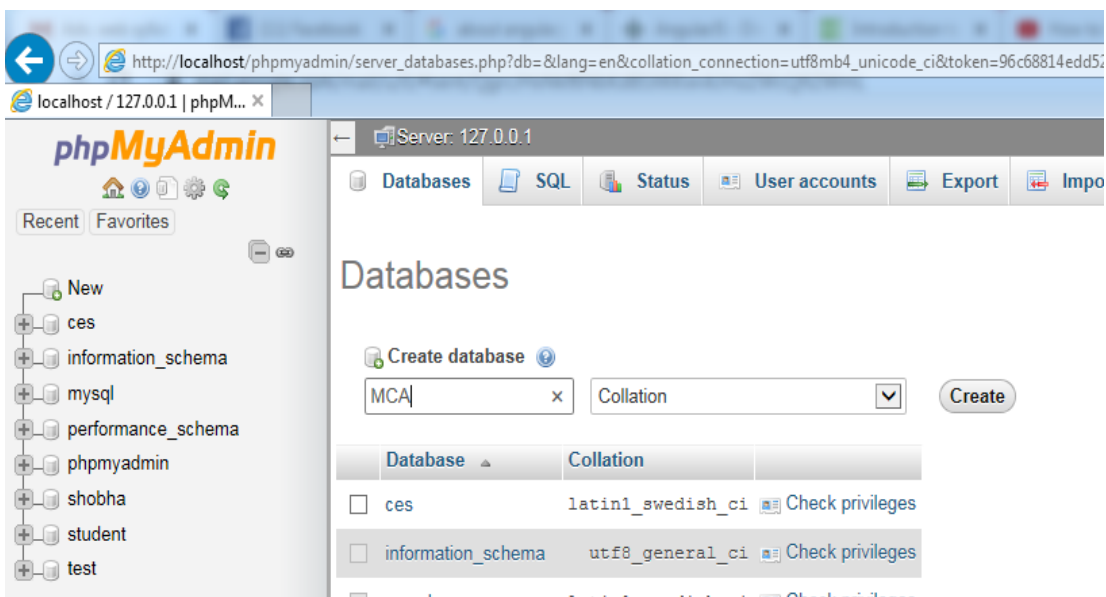 http://localhost/phpmyadmin/server_databases.php?db=&lang=en&collation_connection=utf8mb4_unicode_ci&token=96c68814edd52
localhost / 127.0.0.1 | phpM... ×
phpMyAdmin
Recent Favorites
New
ces
information_schema
mysql
performance_schema
phpmyadmin
shobha
student
test
Server: 127.0.0.1
Databases SQL Status User accounts Export Impo
Databases
Create database
MCA × Collation Create
Database Collation
ces latin1_swedish_ci Check privileges
information_schema utf8_general_ci Check privileges